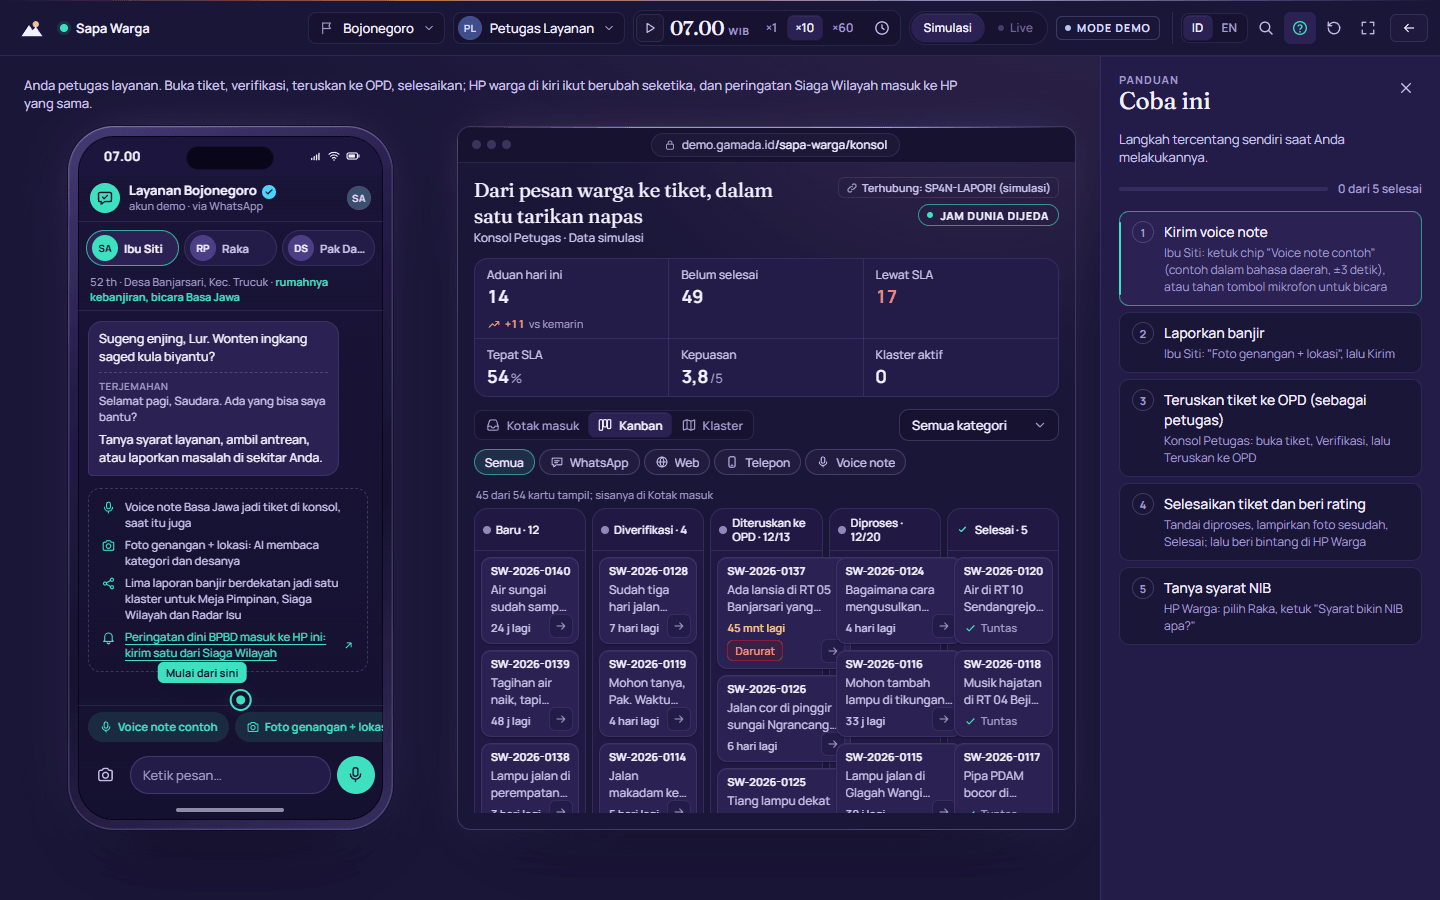 Sapa Warga
Bojonegoro
PL Petugas Layanan
07.00 WIB
×1
×10
×60
Simulasi
Live
MODE DEMO
ID
EN
Anda petugas layanan. Buka tiket, verifikasi, teruskan ke OPD, selesaikan; HP warga di kiri ikut berubah seketika, dan peringatan Siaga Wilayah masuk ke HP
yang sama.
07.00
Layanan Bojonegoro
akun demo · via WhatsApp
SA
SA Ibu Siti
RP Raka
DS Pak Da...
52 th · Desa Banjarsari, Kec. Trucuk · rumahnya
kebanjiran, bicara Basa Jawa
Sugeng enjing, Lur. Wonten ingkang
saged kula biyantu?
TERJEMAHAN
Selamat pagi, Saudara. Ada yang bisa saya
bantu?
Tanya syarat layanan, ambil antrean,
atau laporkan masalah di sekitar Anda.
Voice note Basa Jawa jadi tiket di konsol,
saat itu juga
Foto genangan + lokasi: AI membaca
kategori dan desanya
Lima laporan banjir berdekatan jadi satu
klaster untuk Meja Pimpinan, Siaga
Wilayah dan Radar Isu
Peringatan dini BPBD masuk ke HP ini:
kirim satu dari Siaga Wilayah
Mulai dari sini
Voice note contoh
Foto genangan + lokas
Ketik pesan...
demo.gamada.id/sapa-warga/konsol
Dari pesan warga ke tiket, dalam
satu tarikan napas
Konsol Petugas · Data simulasi
Terhubung: SP4N-LAPOR! (simulasi)
JAM DUNIA DIJEDA
Aduan hari ini
14
+11 vs kemarin
Belum selesai
49
Lewat SLA
17
Tepat SLA
54%
Kepuasan
3,8/5
Klaster aktif
0
Kotak masuk
Kanban
Klaster
Semua kategori
Semua
WhatsApp
Web
Telepon
Voice note
45 dari 54 kartu tampil; sisanya di Kotak masuk
Baru · 12
SW-2026-0140
Air sungai
sudah samp...
24 j lagi
SW-2026-0139
Tagihan air
naik, tapi...
48 j lagi
SW-2026-0138
Lampu jalan di
perempatan...
Diverifikasi · 4
SW-2026-0128
Sudah tiga
hari jalan...
7 hari lagi
SW-2026-0119
Mohon tanya,
Pak. Waktu...
4 hari lagi
SW-2026-0114
Jalan
makadam ke...
Diteruskan ke
OPD · 12/13
SW-2026-0137
Ada lansia di RT 05
Banjarsari yang...
45 mnt lagi
Darurat
SW-2026-0126
Jalan cor di pinggir
sungai Ngrancang...
6 hari lagi
SW-2026-0125
Tiang lampu dekat
Diproses ·
12/20
SW-2026-0124
Bagaimana cara
mengusulkan...
4 hari lagi
SW-2026-0116
Mohon tambah
lampu di tikungan...
33 j lagi
SW-2026-0115
Lampu jalan di
Glagah Wangi...
Selesai · 5
SW-2026-0120
Air di RT 10
Sendangrejo...
Tuntas
SW-2026-0118
Musik hajatan
di RT 04 Beji...
Tuntas
SW-2026-0117
Pipa PDAM
bocor di...
PANDUAN
Coba ini
Langkah tercentang sendiri saat Anda
melakukannya.
0 dari 5 selesai
1
Kirim voice note
Ibu Siti: ketuk chip "Voice note contoh"
(contoh dalam bahasa daerah, ±3 detik),
atau tahan tombol mikrofon untuk bicara
2
Laporkan banjir
Ibu Siti: "Foto genangan + lokasi", lalu Kirim
3
Teruskan tiket ke OPD (sebagai
petugas)
Konsol Petugas: buka tiket, Verifikasi, lalu
Teruskan ke OPD
4
Selesaikan tiket dan beri rating
Tandai diproses, lampirkan foto sesudah,
Selesai; lalu beri bintang di HP Warga
5
Tanya syarat NIB
HP Warga: pilih Raka, ketuk "Syarat bikin NIB
apa?"